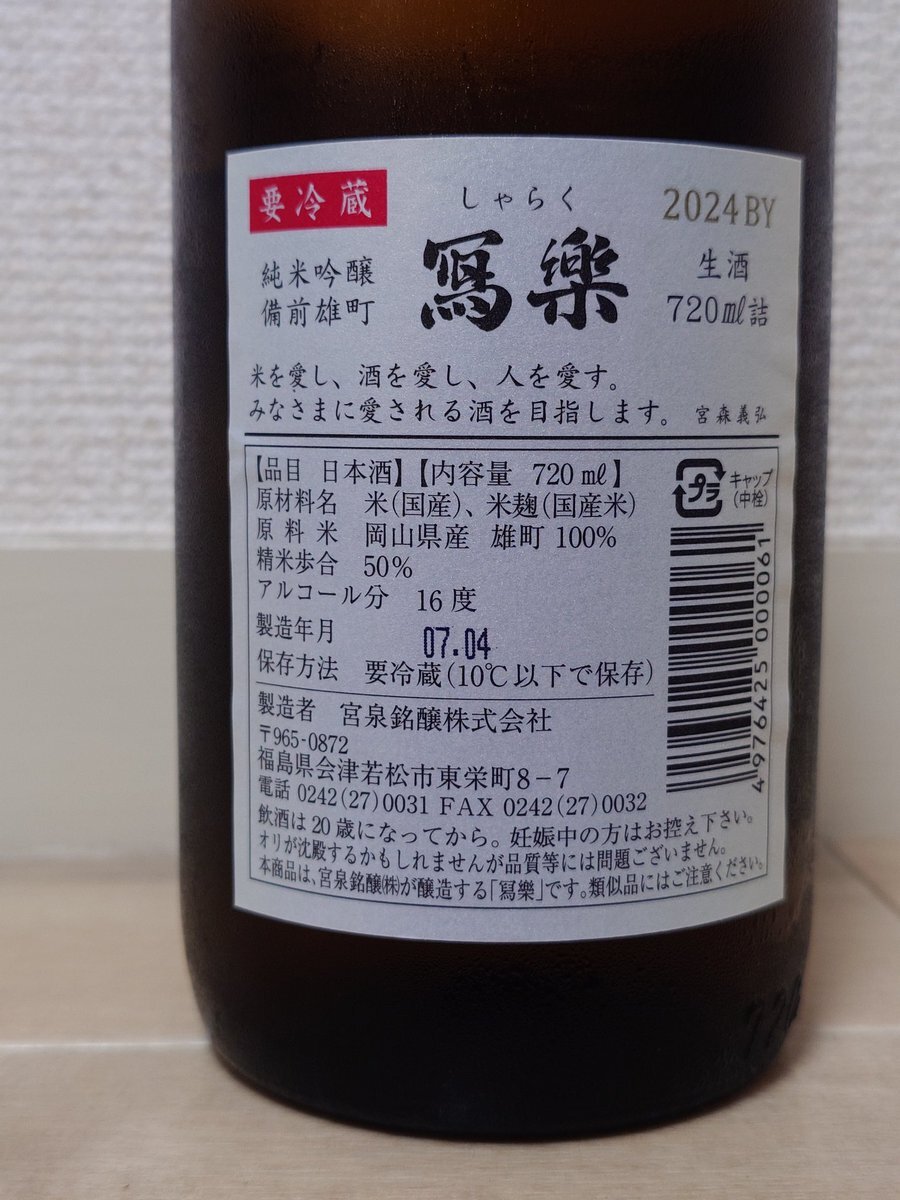 要冷蔵
しゃらく
2024BY
純米吟醸
備前雄町
寫樂
生酒
720㎖詰
米を愛し、酒を愛し、人を愛す。
みなさまに愛される酒を目指します。 宮森義弘
【品目 日本酒】【内容量 720㎖】
原材料名 米(国産)、米麹(国産米)
原料米 岡山県産 雄町 100%
精米歩合 50%
アルコール分 16度
製造年月 07.04
保存方法 要冷蔵(10℃以下で保存)
プラ
キャップ
(中栓)
4976425000061
製造者 宮泉銘醸株式会社
〒965-0872
福島県会津若松市東栄町8-7
電話 0242(27)0031 FAX 0242(27)0032
飲酒は20歳になってから。妊娠中の方はお控え下さい。
オリが沈殿するかもしれませんが品質等には問題ございません。
本商品は、宮泉銘醸㈱が醸造する「寫樂」です。類似品にはご注意ください。